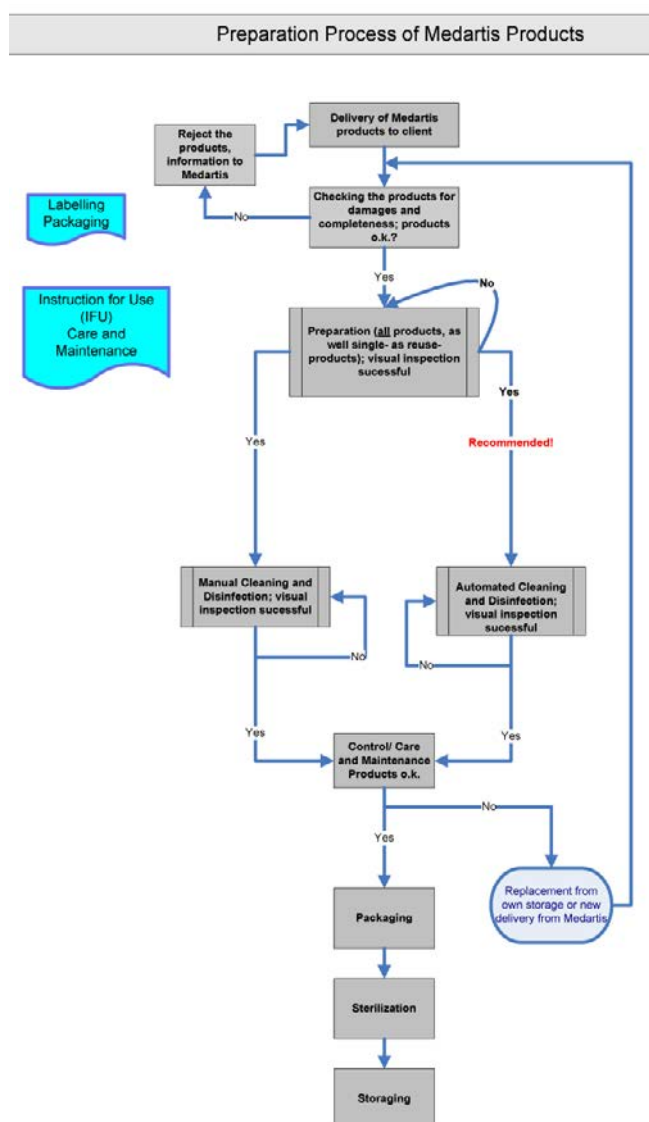 Preparation Process of Medartis Products
Delivery of Medartis
products to client
Reject the
products,
information to
Medartis
Labelling
Packaging
No
Checking the products for
damages and
completeness; products
o.k.?
Yes
No
Instruction for Use
(IFU)
Care and
Maintenance
Preparation (all products, as
well single- as reuse-
products); visual inspection
sucessful
Yes
Yes
Recommended!
Manual Cleaning and
Disinfection; visual
inspection sucessful
Automated Cleaning
and Disinfection;
visual inspection
sucessful
No
No
Yes
Yes
Control/ Care
and Maintenance
Products o.k.
No
Yes
Replacement from
own storage or new
delivery from Medartis
Packaging
Sterilization
Storaging